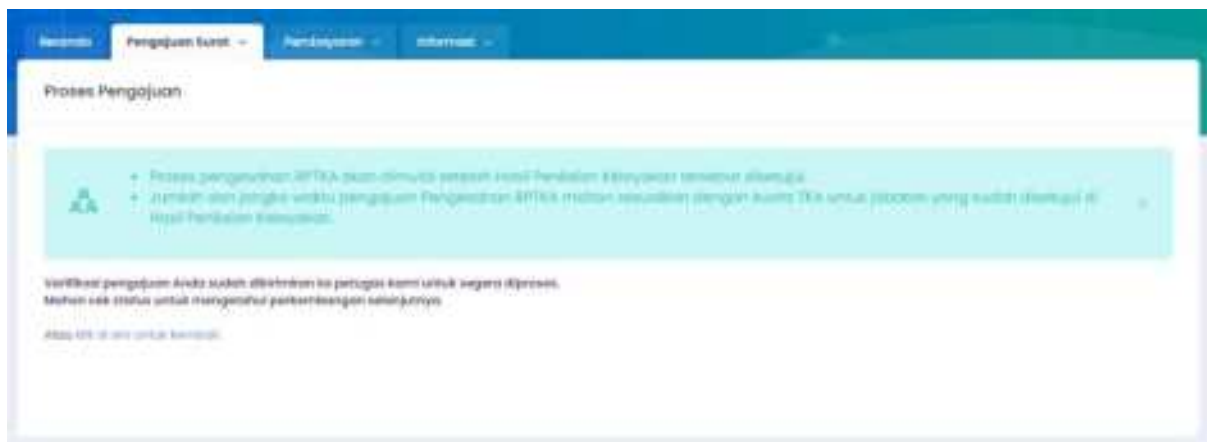 Beranda
Pengajuan Surat
Pembayaran
Informasi
Proses Pengajuan
Proses pengesahan RPTKA akan dimulai setelah Hasil Penilaian Kelayakan tersebut disetujui.
Jumlah dan jangka waktu pengajuan Pengesahan RPTKA mohon sesuaikan dengan kuota TKA untuk jabatan yang sudah disetujui di
Hasil Penilaian Kelayakan.
Verifikasi pengajuan Anda sudah dikirimkan ke petugas kami untuk segera diproses.
Mohon cek status untuk mengetahui perkembangan selanjutnya.
Atau klik di sini untuk kembali.